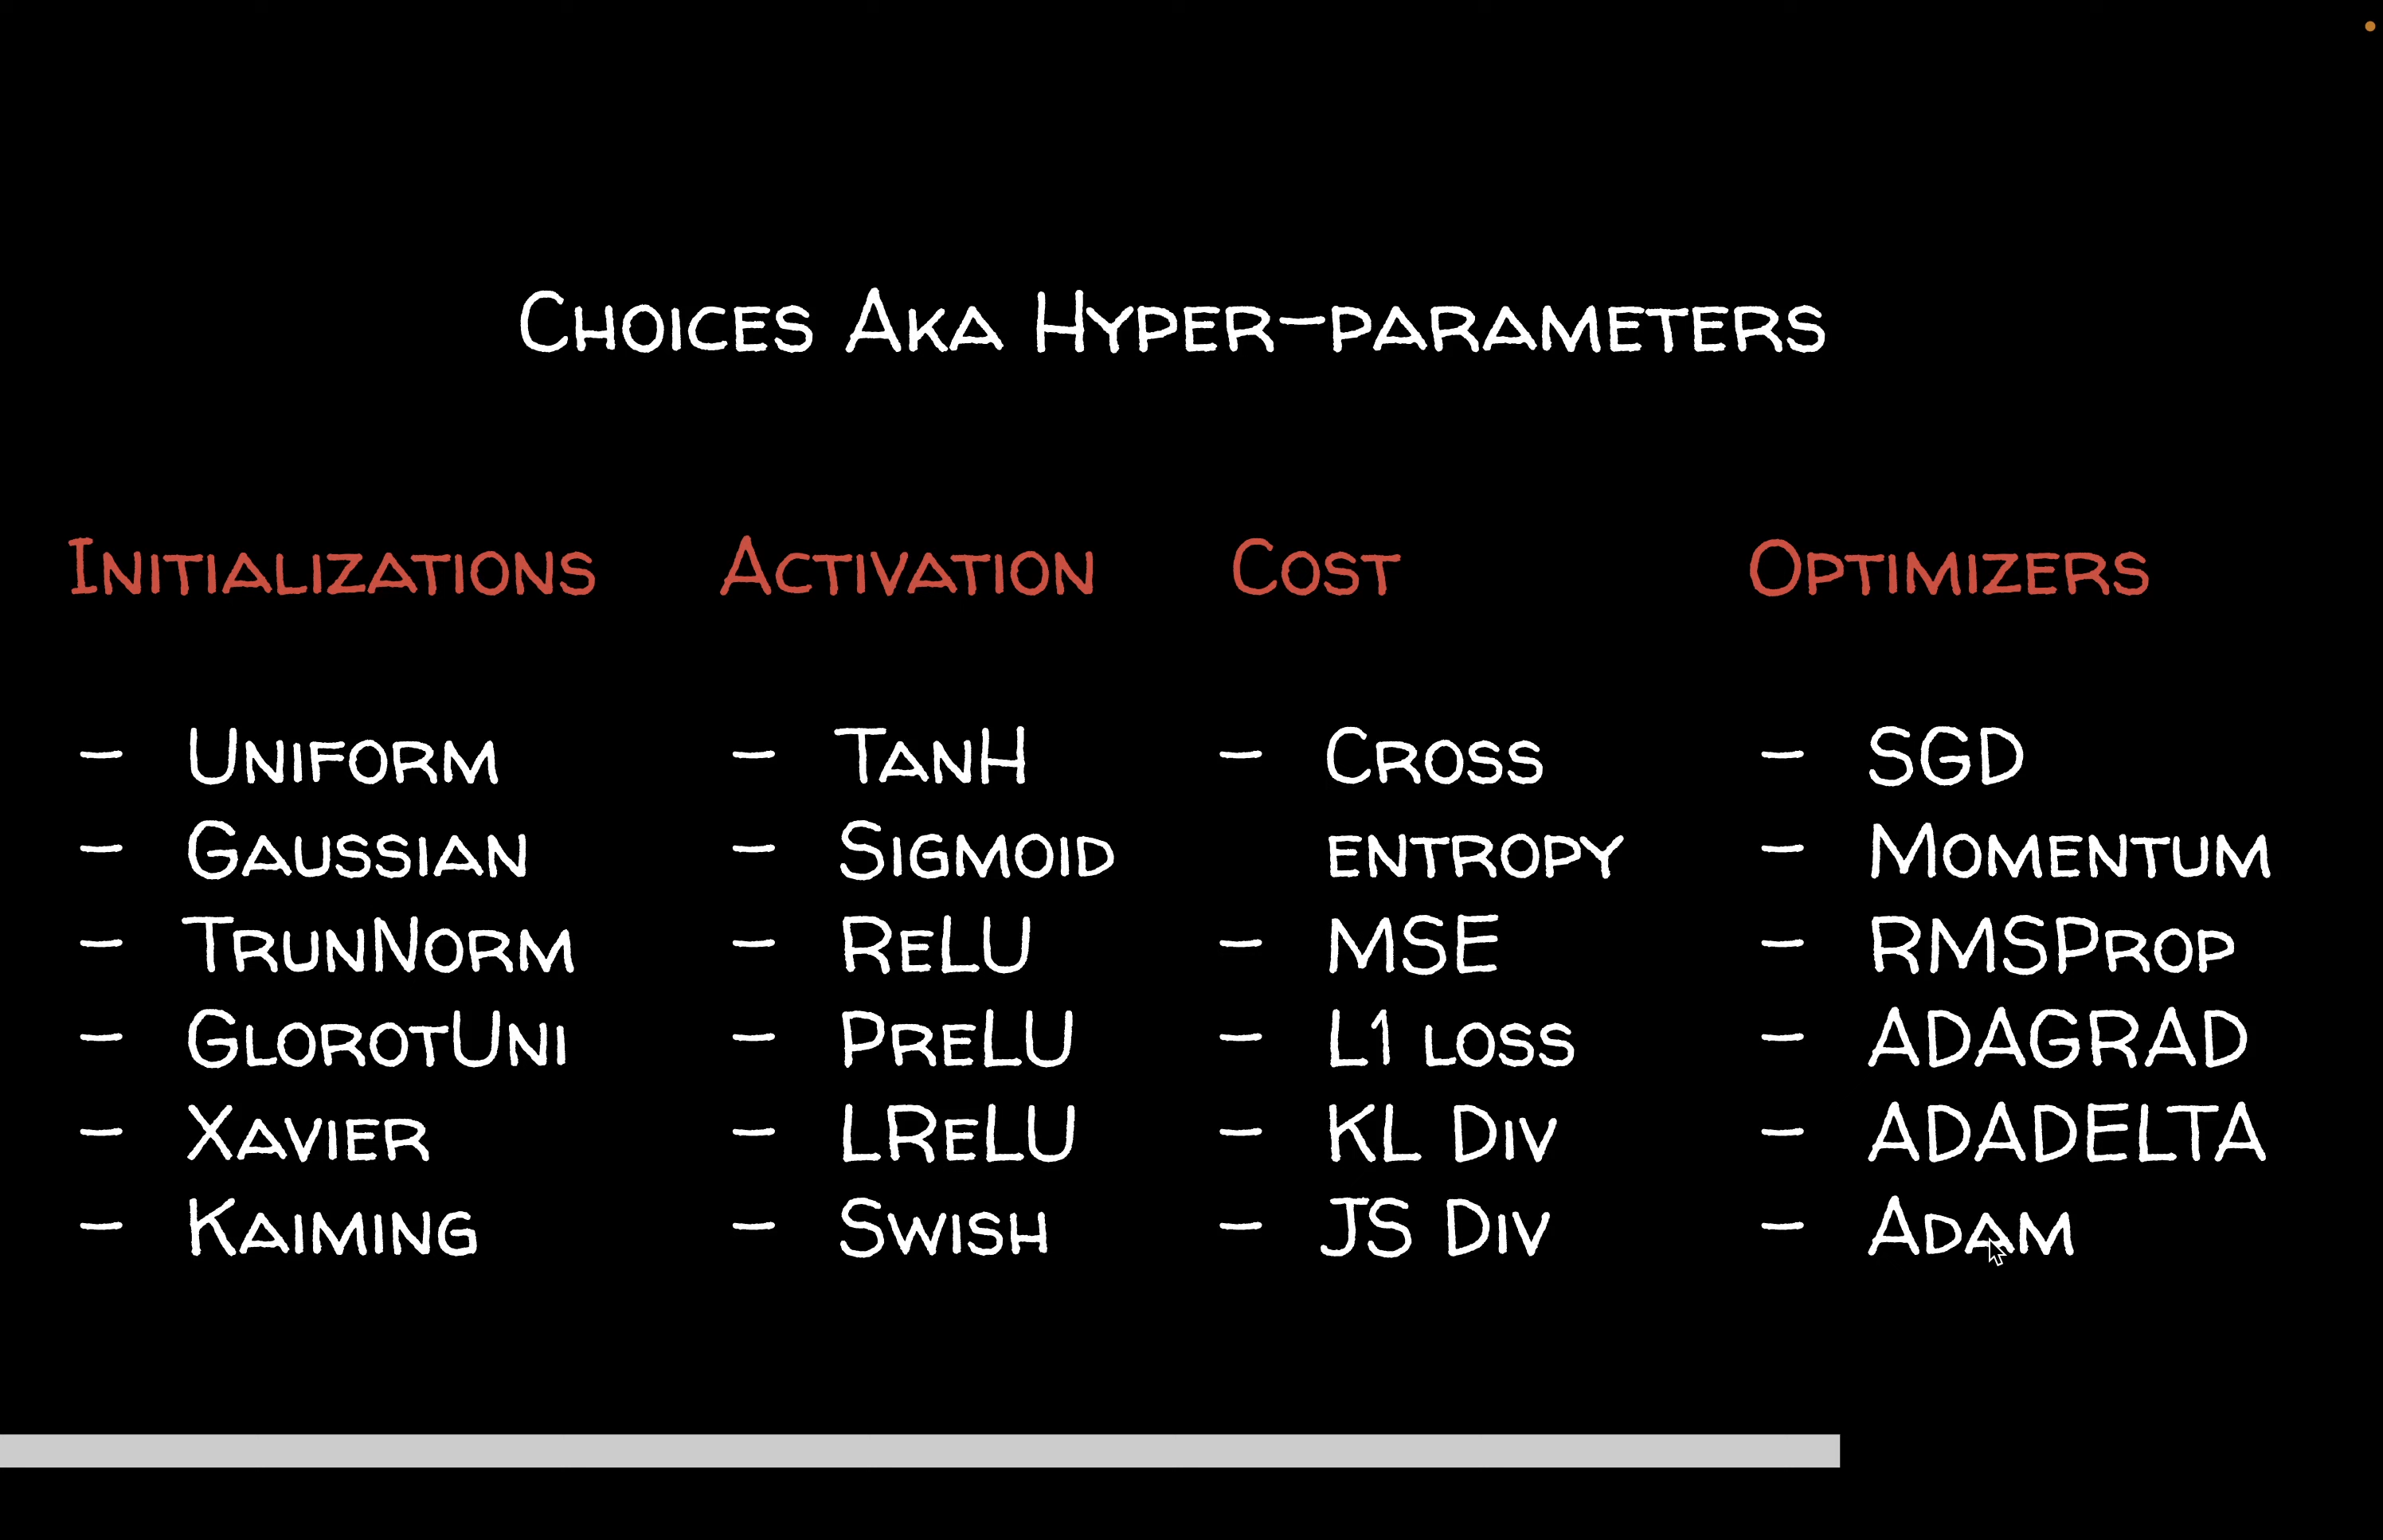 Choices Aka Hyper-parameters
Initializations
- Uniform
- Gaussian
- TrunNorm
- GlorotUni
- Xavier
- Kaiming
Activation
- TanH
- Sigmoid
- ReLU
- PreLU
- LReLU
- Swish
Cost
- Cross
entropy
- MSE
- L1 loss
- KL Div
- JS Div
Optimizers
- SGD
- Momentum
- RMSProp
- ADAGRAD
- ADADELTA
- Adam